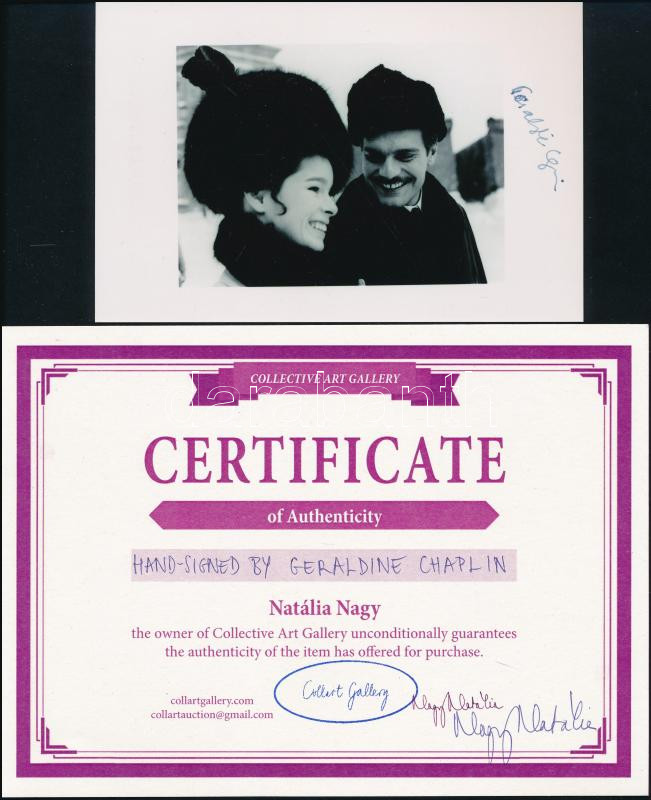 Geraldine
COLLECTIVE ART GALLERY
darabanth
CERTIFICATE
of Authenticity
HAND-SIGNED BY GERALDINE CHAPLIN
Natália Nagy
the owner of Collective Art Gallery unconditionally guarantees
the authenticity of the item has offered for purchase.
Collart Gallery
collartgallery.com
collartauction@gmail.com
Nagy Natália
Nagy Natália